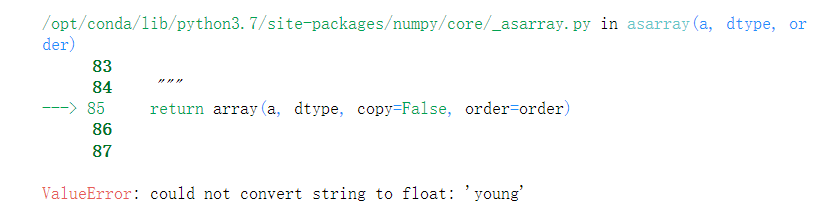 /opt/conda/lib/python3.7/site-packages/numpy/core/_asarray.py in asarray(a, dtype, or
der)
83
84 """
---> 85 return array(a, dtype, copy=False, order=order)
86
87
ValueError: could not convert string to float: 'young'